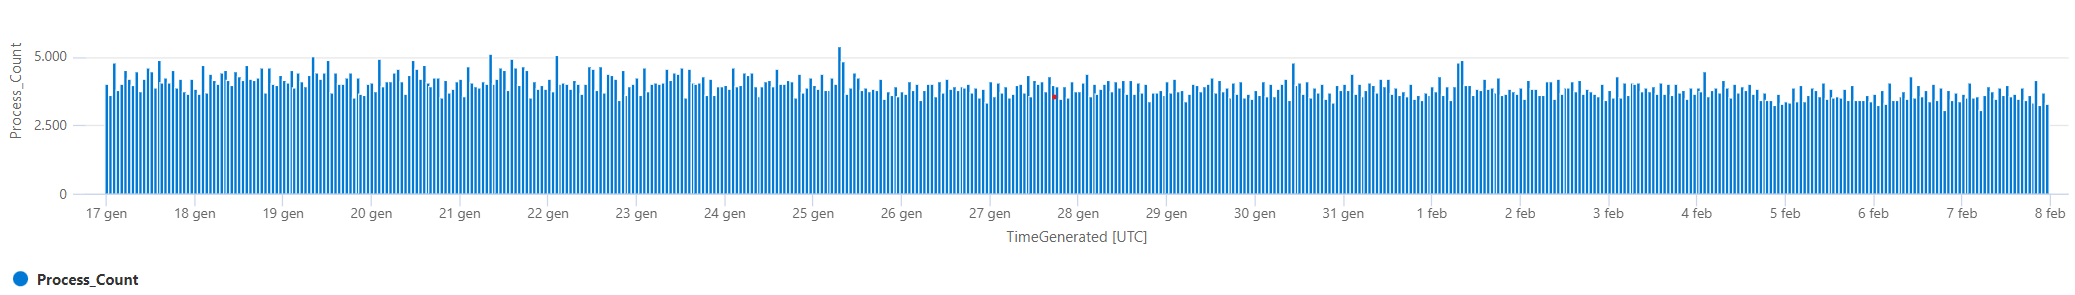 Process_Count
5.000
2.500
0
17 gen 18 gen 19 gen 20 gen 21 gen 22 gen 23 gen 24 gen 25 gen 26 gen 27 gen 28 gen 29 gen 30 gen 31 gen 1 feb 2 feb 3 feb 4 feb 5 feb 6 feb 7 feb 8 feb
TimeGenerated [UTC]
Process_Count